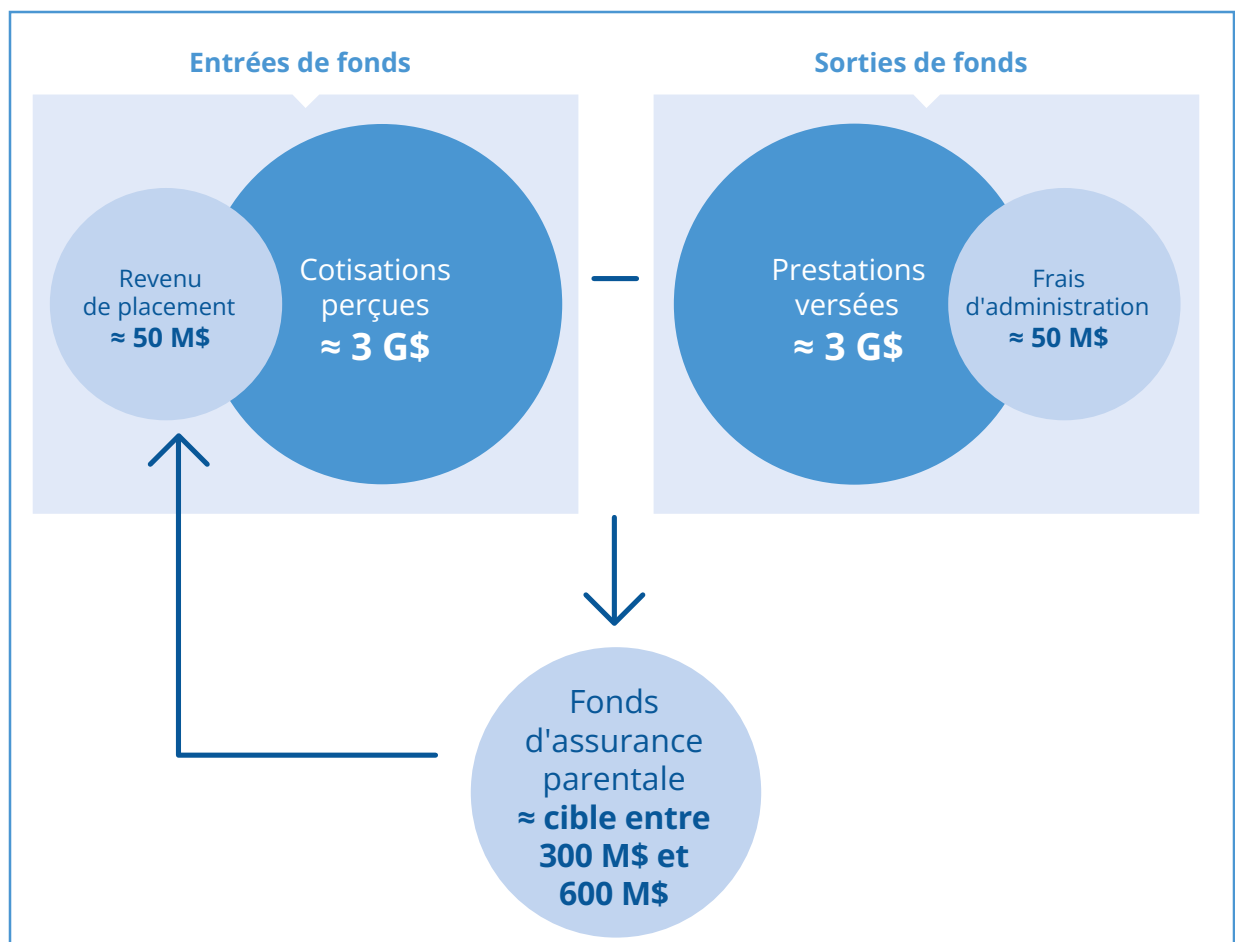 Entrées de fonds
Revenu
de placement
≈ 50 M$
Cotisations
perçues
≈ 3 G$
Sorties de fonds
Prestations
versées
≈ 3 G$
Frais
d'administration
≈ 50 M$
Fonds
d'assurance
parentale
≈ cible entre
300 M$ et
600 M$